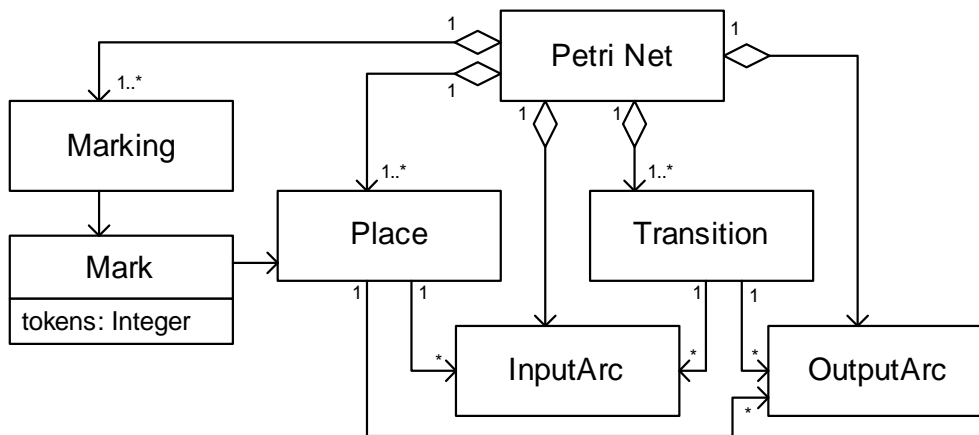 1
Petri Net
1
1
1..*
1
1
1
Marking
1..*
1..*
Place
Transition
Mark
tokens: Integer
1
1
1
1
*
*
*
InputArc
OutputArc
*